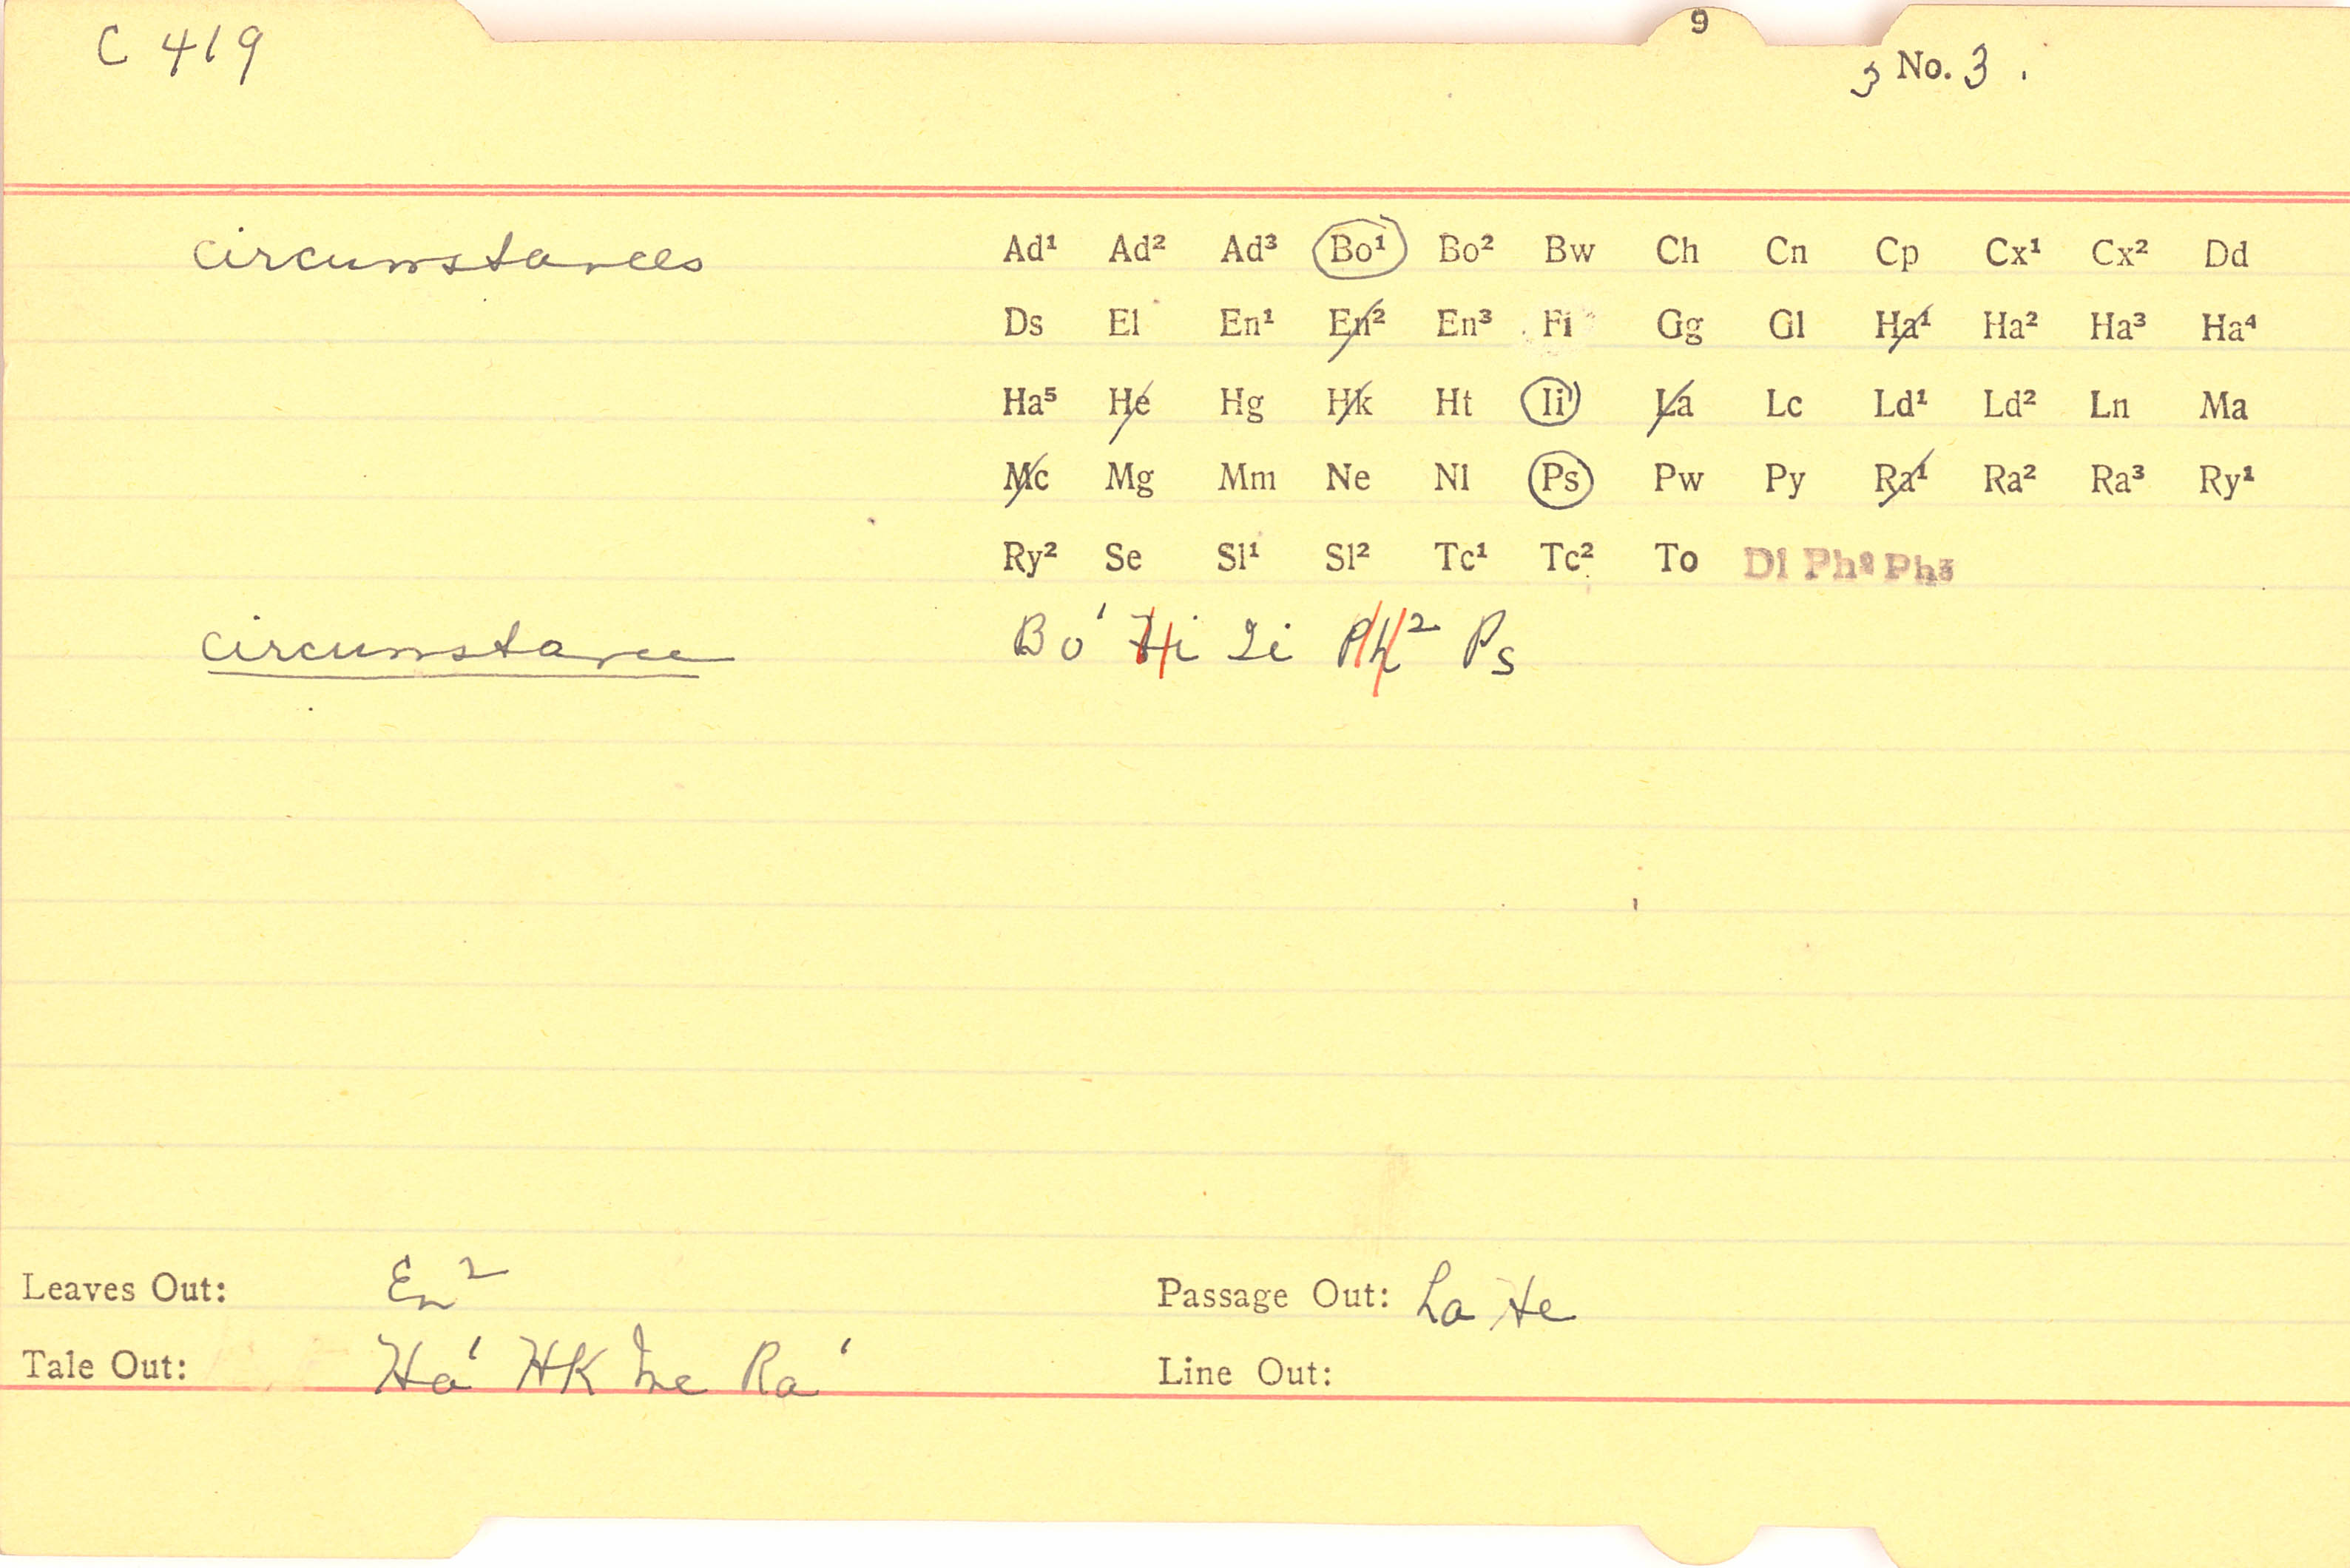 9
C 419
3 No. 3 .
circumstances
Ad¹ Ad² Ad³ Bo¹ Bo² Bw Ch Cn Cp Cx¹ Cx² Dd
Ds El En¹ En² En³ Fi Gg Gl Ha¹ Ha² Ha³ Ha⁴
Ha⁵ He Hg Hk Ht Ii La Lc Ld¹ Ld² Ln Ma
Mc Mg Mm Ne Nl Ps Pw Py Ra¹ Ra² Ra³ Ry¹
Ry² Se Sl¹ Sl² Tc¹ Tc² To Dl Ph² Ph³
circumstance Bo¹ Hi Ii Ph² Ps
Leaves Out: En² Passage Out: La He
Tale Out: Ha¹ HK Mc Ra¹ Line Out: